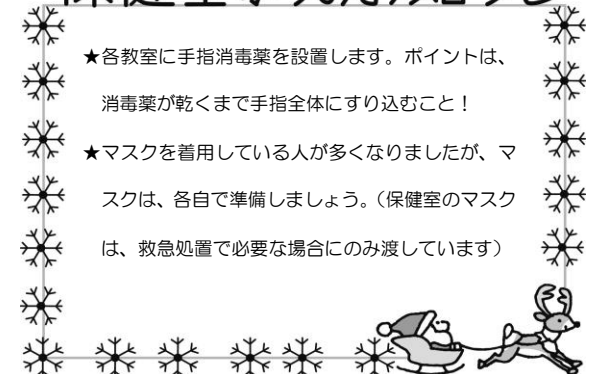 ★各教室に手指消毒薬を設置します。ポイントは、
消毒薬が乾くまで手指全体にすり込むこと！
★マスクを着用している人が多くなりましたが、マ
スクは、各自で準備しましょう。（保健室のマスク
は、救急処置で必要な場合にのみ渡しています）